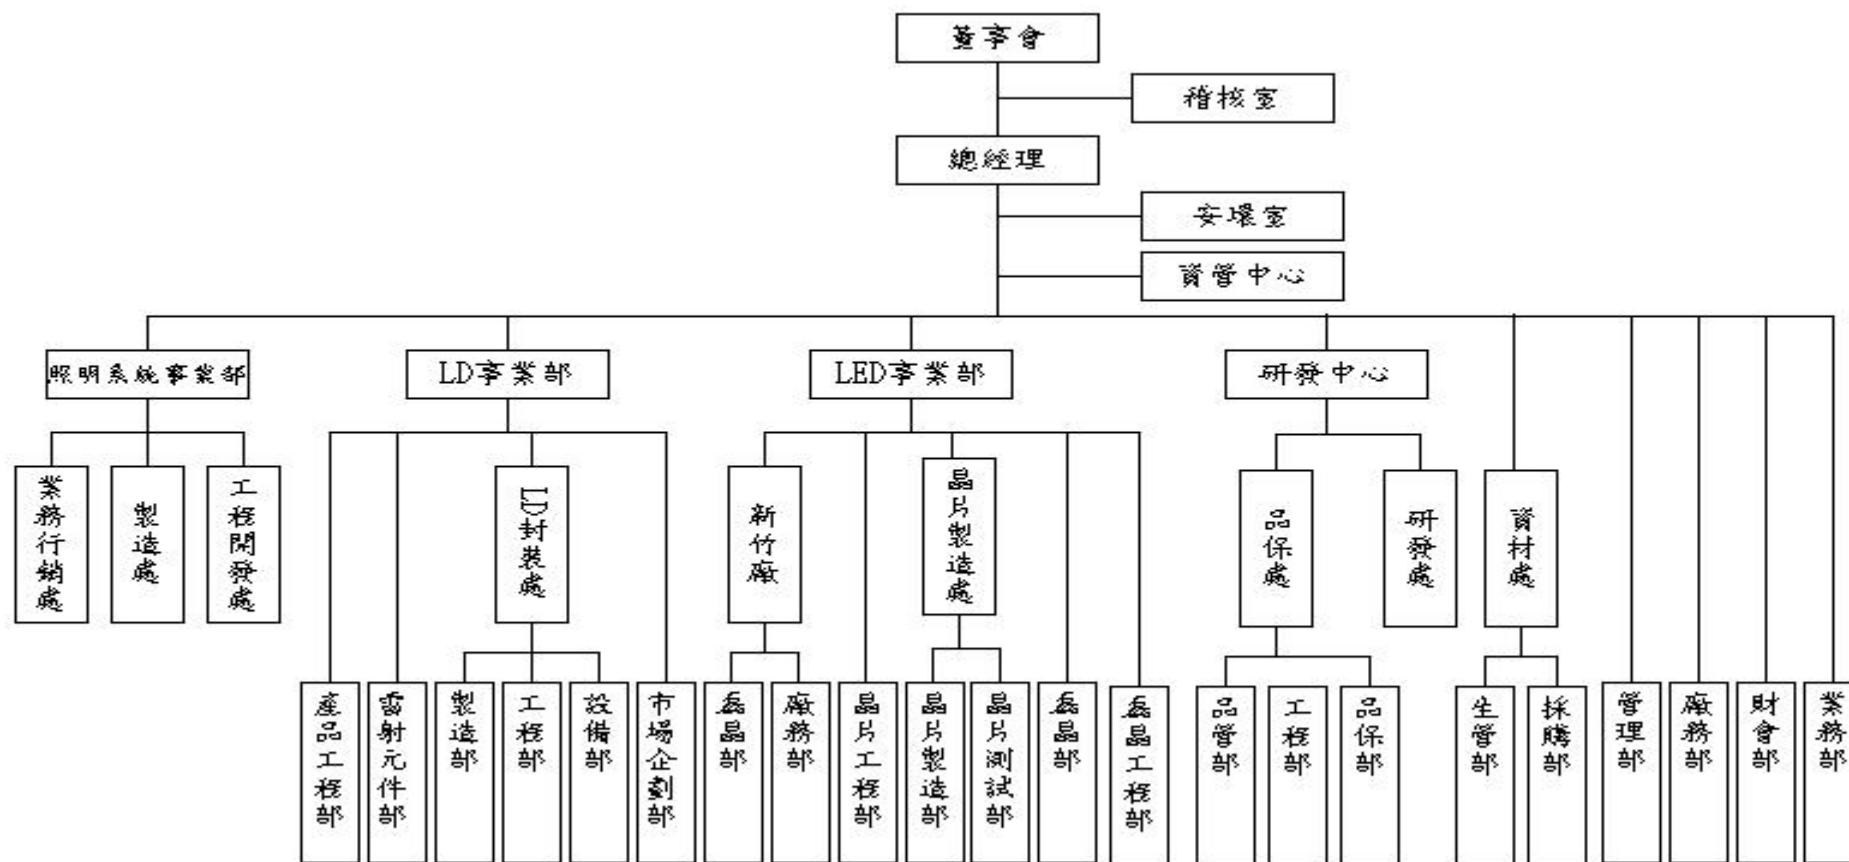 董事會
稽核室
總經理
安環室
資管中心
照明系統事業部
LD事業部
LED事業部
研發中心
業務行銷處
製造處
工程開發處
LD封裝處
新竹廠
晶片製造處
品保處
研發處
資材處
產品工程部
雷射元件部
製造部
工程部
設備部
市場企劃部
磊晶部
廠務部
晶片工程部
晶片製造部
晶片測試部
磊晶部
磊晶工程部
品管部
工程部
品保部
生管部
採購部
管理部
廠務部
財會部
業務部